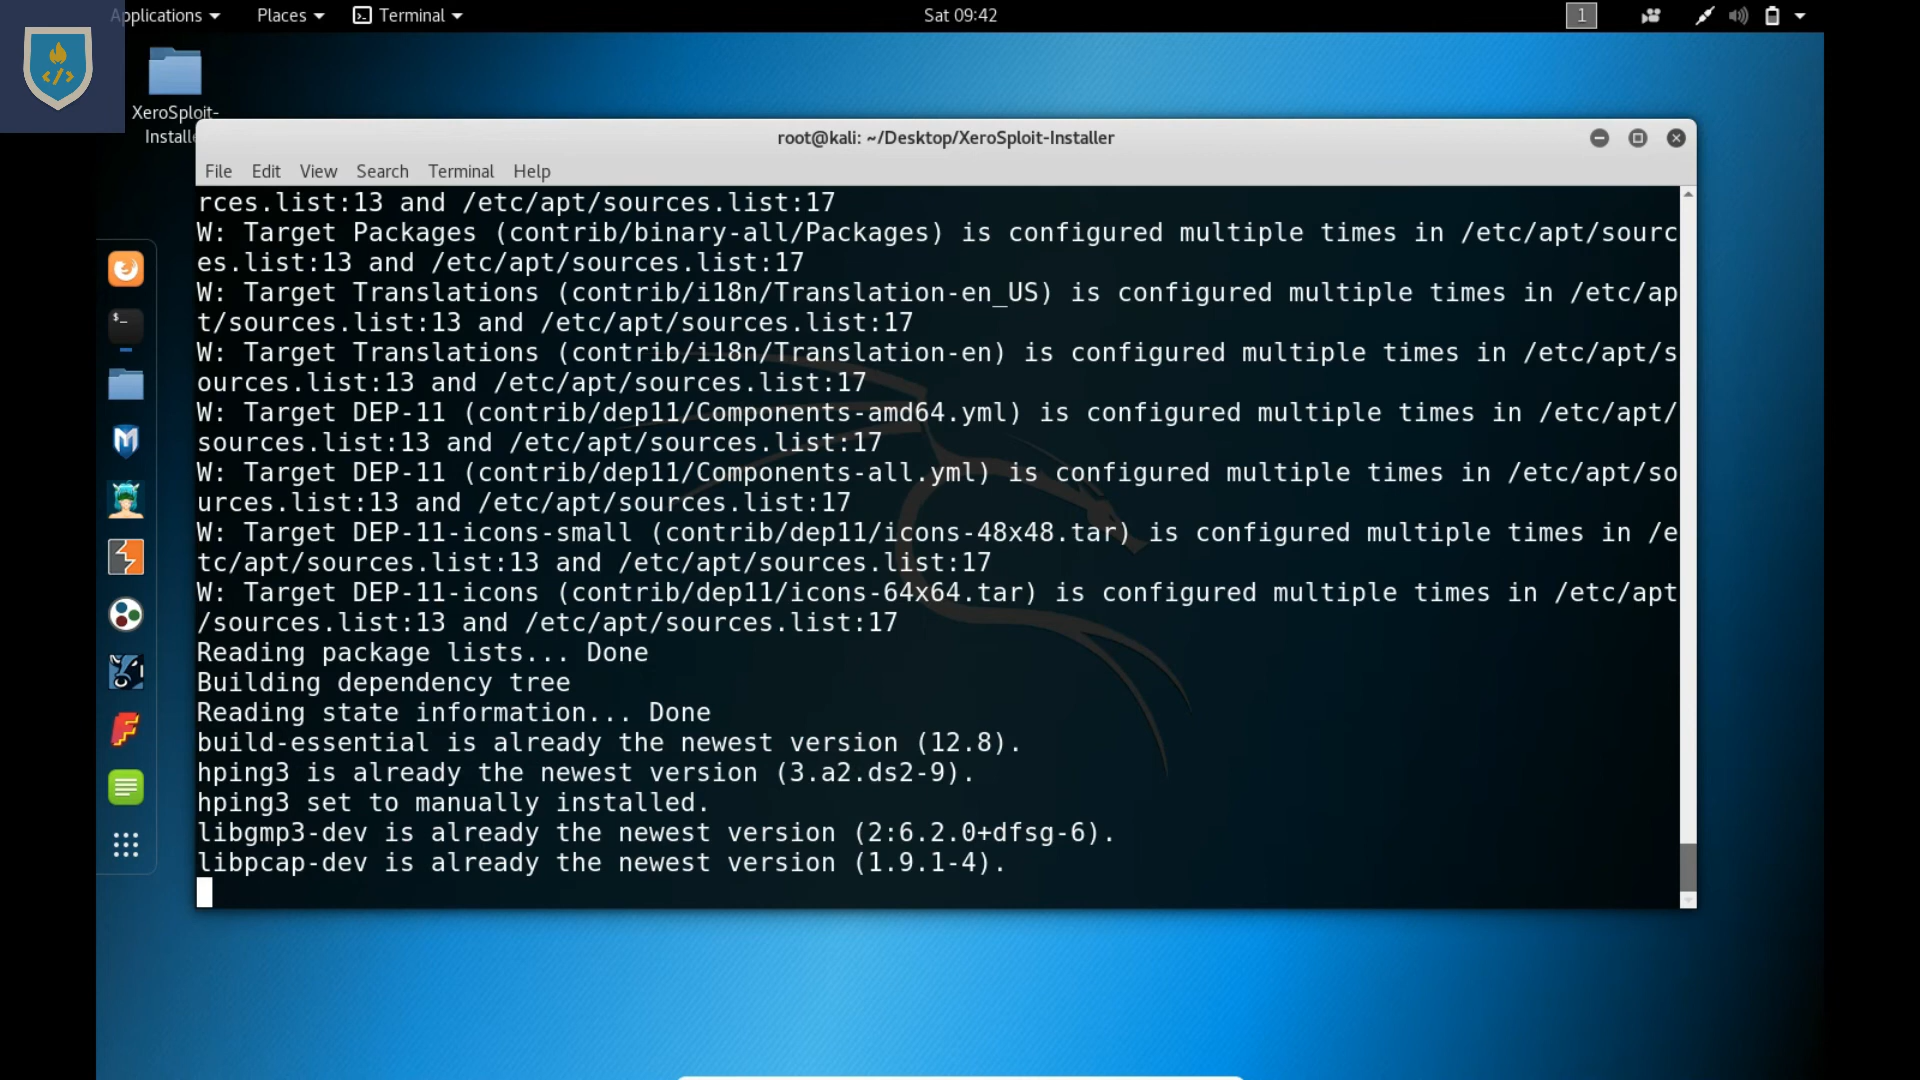 Applications Places Terminal Sat 09:42 1
XeroSploit-
Installe
root@kali: ~/Desktop/XeroSploit-Installer
File Edit View Search Terminal Help
rces.list:13 and /etc/apt/sources.list:17
W: Target Packages (contrib/binary-all/Packages) is configured multiple times in /etc/apt/sourc
es.list:13 and /etc/apt/sources.list:17
W: Target Translations (contrib/i18n/Translation-en_US) is configured multiple times in /etc/ap
t/sources.list:13 and /etc/apt/sources.list:17
W: Target Translations (contrib/i18n/Translation-en) is configured multiple times in /etc/apt/s
ources.list:13 and /etc/apt/sources.list:17
W: Target DEP-11 (contrib/dep11/Components-amd64.yml) is configured multiple times in /etc/apt/
sources.list:13 and /etc/apt/sources.list:17
W: Target DEP-11 (contrib/dep11/Components-all.yml) is configured multiple times in /etc/apt/so
urces.list:13 and /etc/apt/sources.list:17
W: Target DEP-11-icons-small (contrib/dep11/icons-48x48.tar) is configured multiple times in /e
tc/apt/sources.list:13 and /etc/apt/sources.list:17
W: Target DEP-11-icons (contrib/dep11/icons-64x64.tar) is configured multiple times in /etc/apt
/sources.list:13 and /etc/apt/sources.list:17
Reading package lists... Done
Building dependency tree
Reading state information... Done
build-essential is already the newest version (12.8).
hping3 is already the newest version (3.a2.ds2-9).
hping3 set to manually installed.
libgmp3-dev is already the newest version (2:6.2.0+dfsg-6).
libpcap-dev is already the newest version (1.9.1-4).